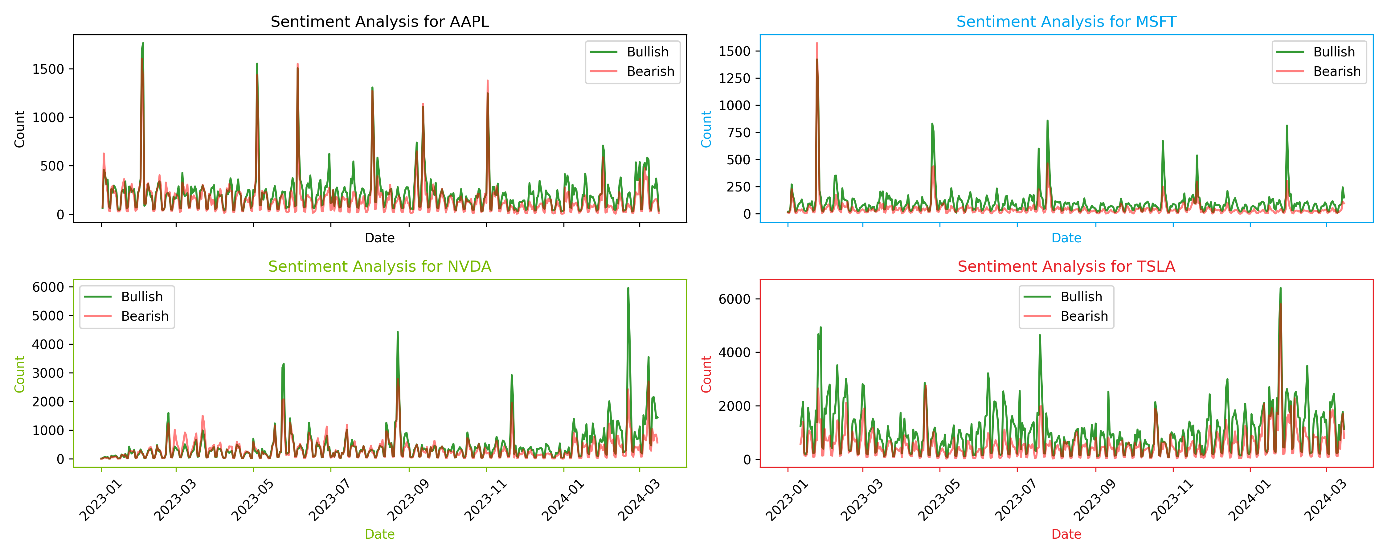 Sentiment Analysis for AAPL
Count
1500
1000
500
0
Bullish
Bearish
Date
Sentiment Analysis for MSFT
Count
1500
1250
1000
750
500
250
0
Bullish
Bearish
Date
Sentiment Analysis for NVDA
Count
6000
5000
4000
3000
2000
1000
0
Bullish
Bearish
2023-01
2023-03
2023-05
2023-07
2023-09
2023-11
2024-01
2024-03
Date
Sentiment Analysis for TSLA
Count
6000
4000
2000
0
Bullish
Bearish
2023-01
2023-03
2023-05
2023-07
2023-09
2023-11
2024-01
2024-03
Date